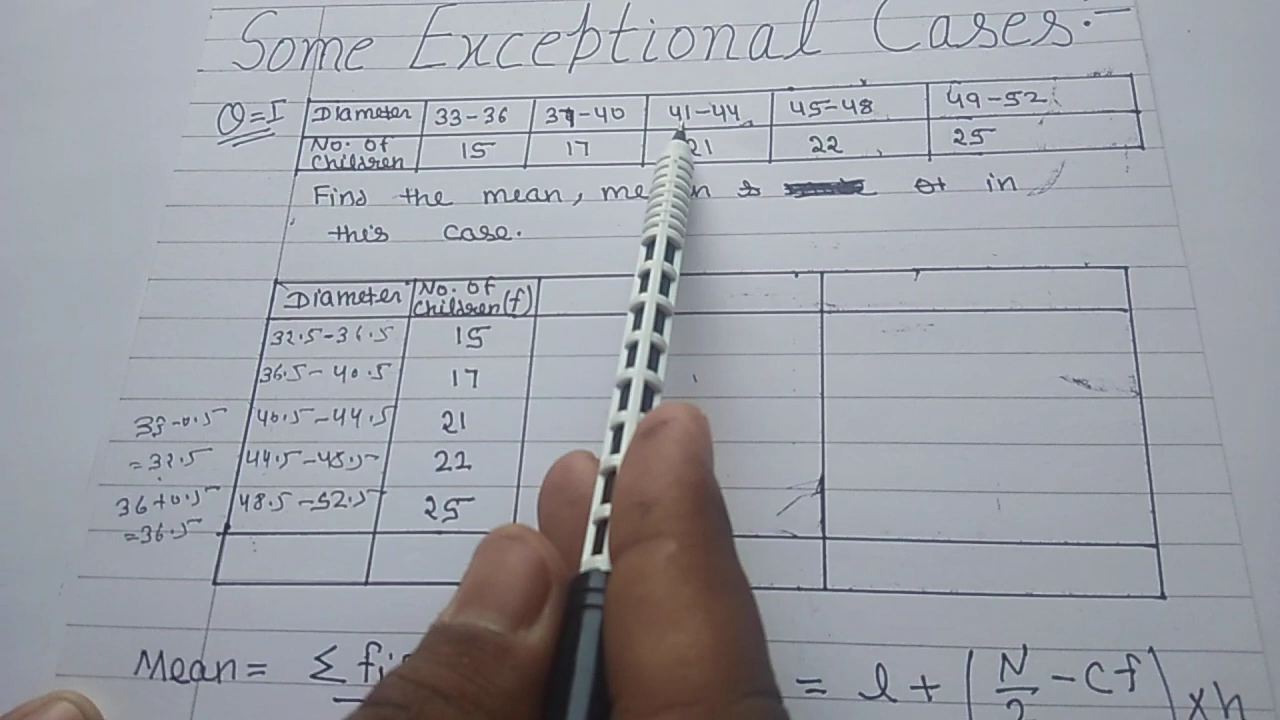 Some Exceptional Cases:-
Q=I
Diameter 33-36 37-40 41-44 45-48 49-52
No. of Children 15 17 21 22 25
Find the mean, in
this case.
Diameter No. of Children (f)
32.5-36.5 15
36.5-40.5 17
40.5-44.5 21
44.5-48.5 22
48.5-52.5 25
33-0.5
=32.5
36+0.5
=36.5
Mean = Σ fi = l + (N/2 - Cf) ×h